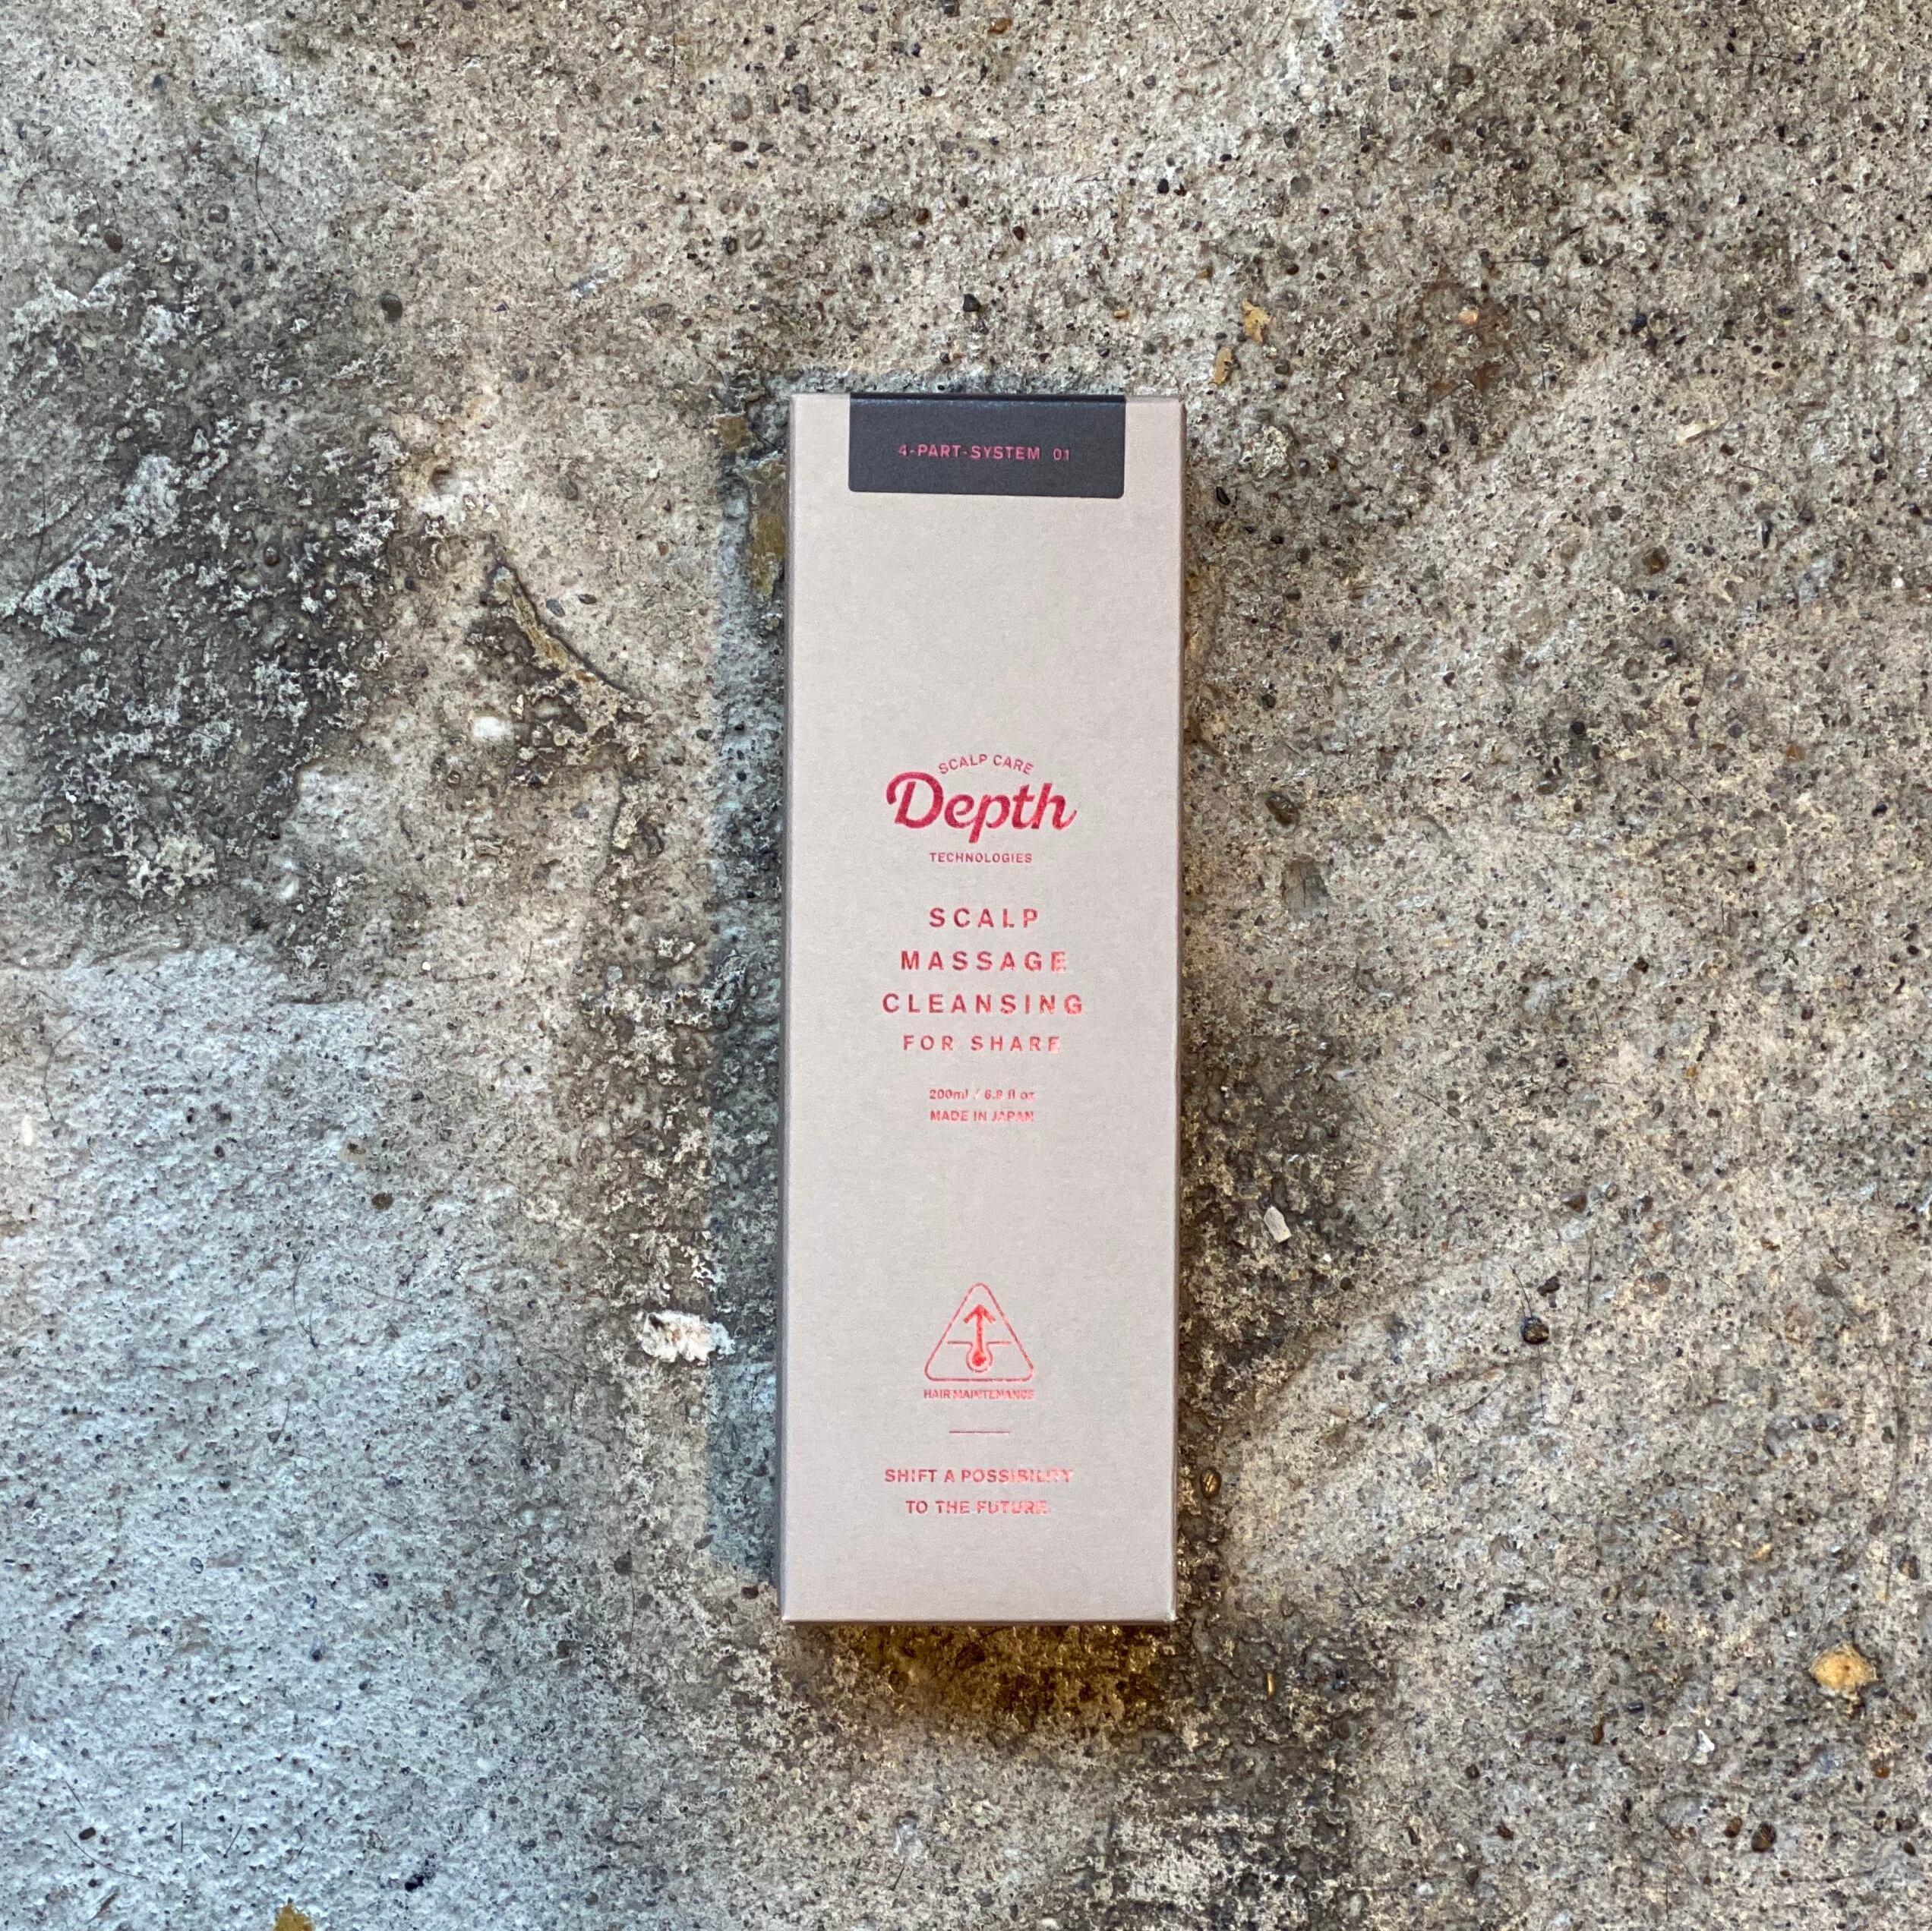 4-PART-SYSTEM 01
SCALP CARE
Depth
TECHNOLOGIES
SCALP
MASSAGE
CLEANSING
FOR SHARE
200ml / 6.8 fl oz
MADE IN JAPAN
HAIR MAINTENANCE
SHIFT A POSSIBILITY
TO THE FUTURE.